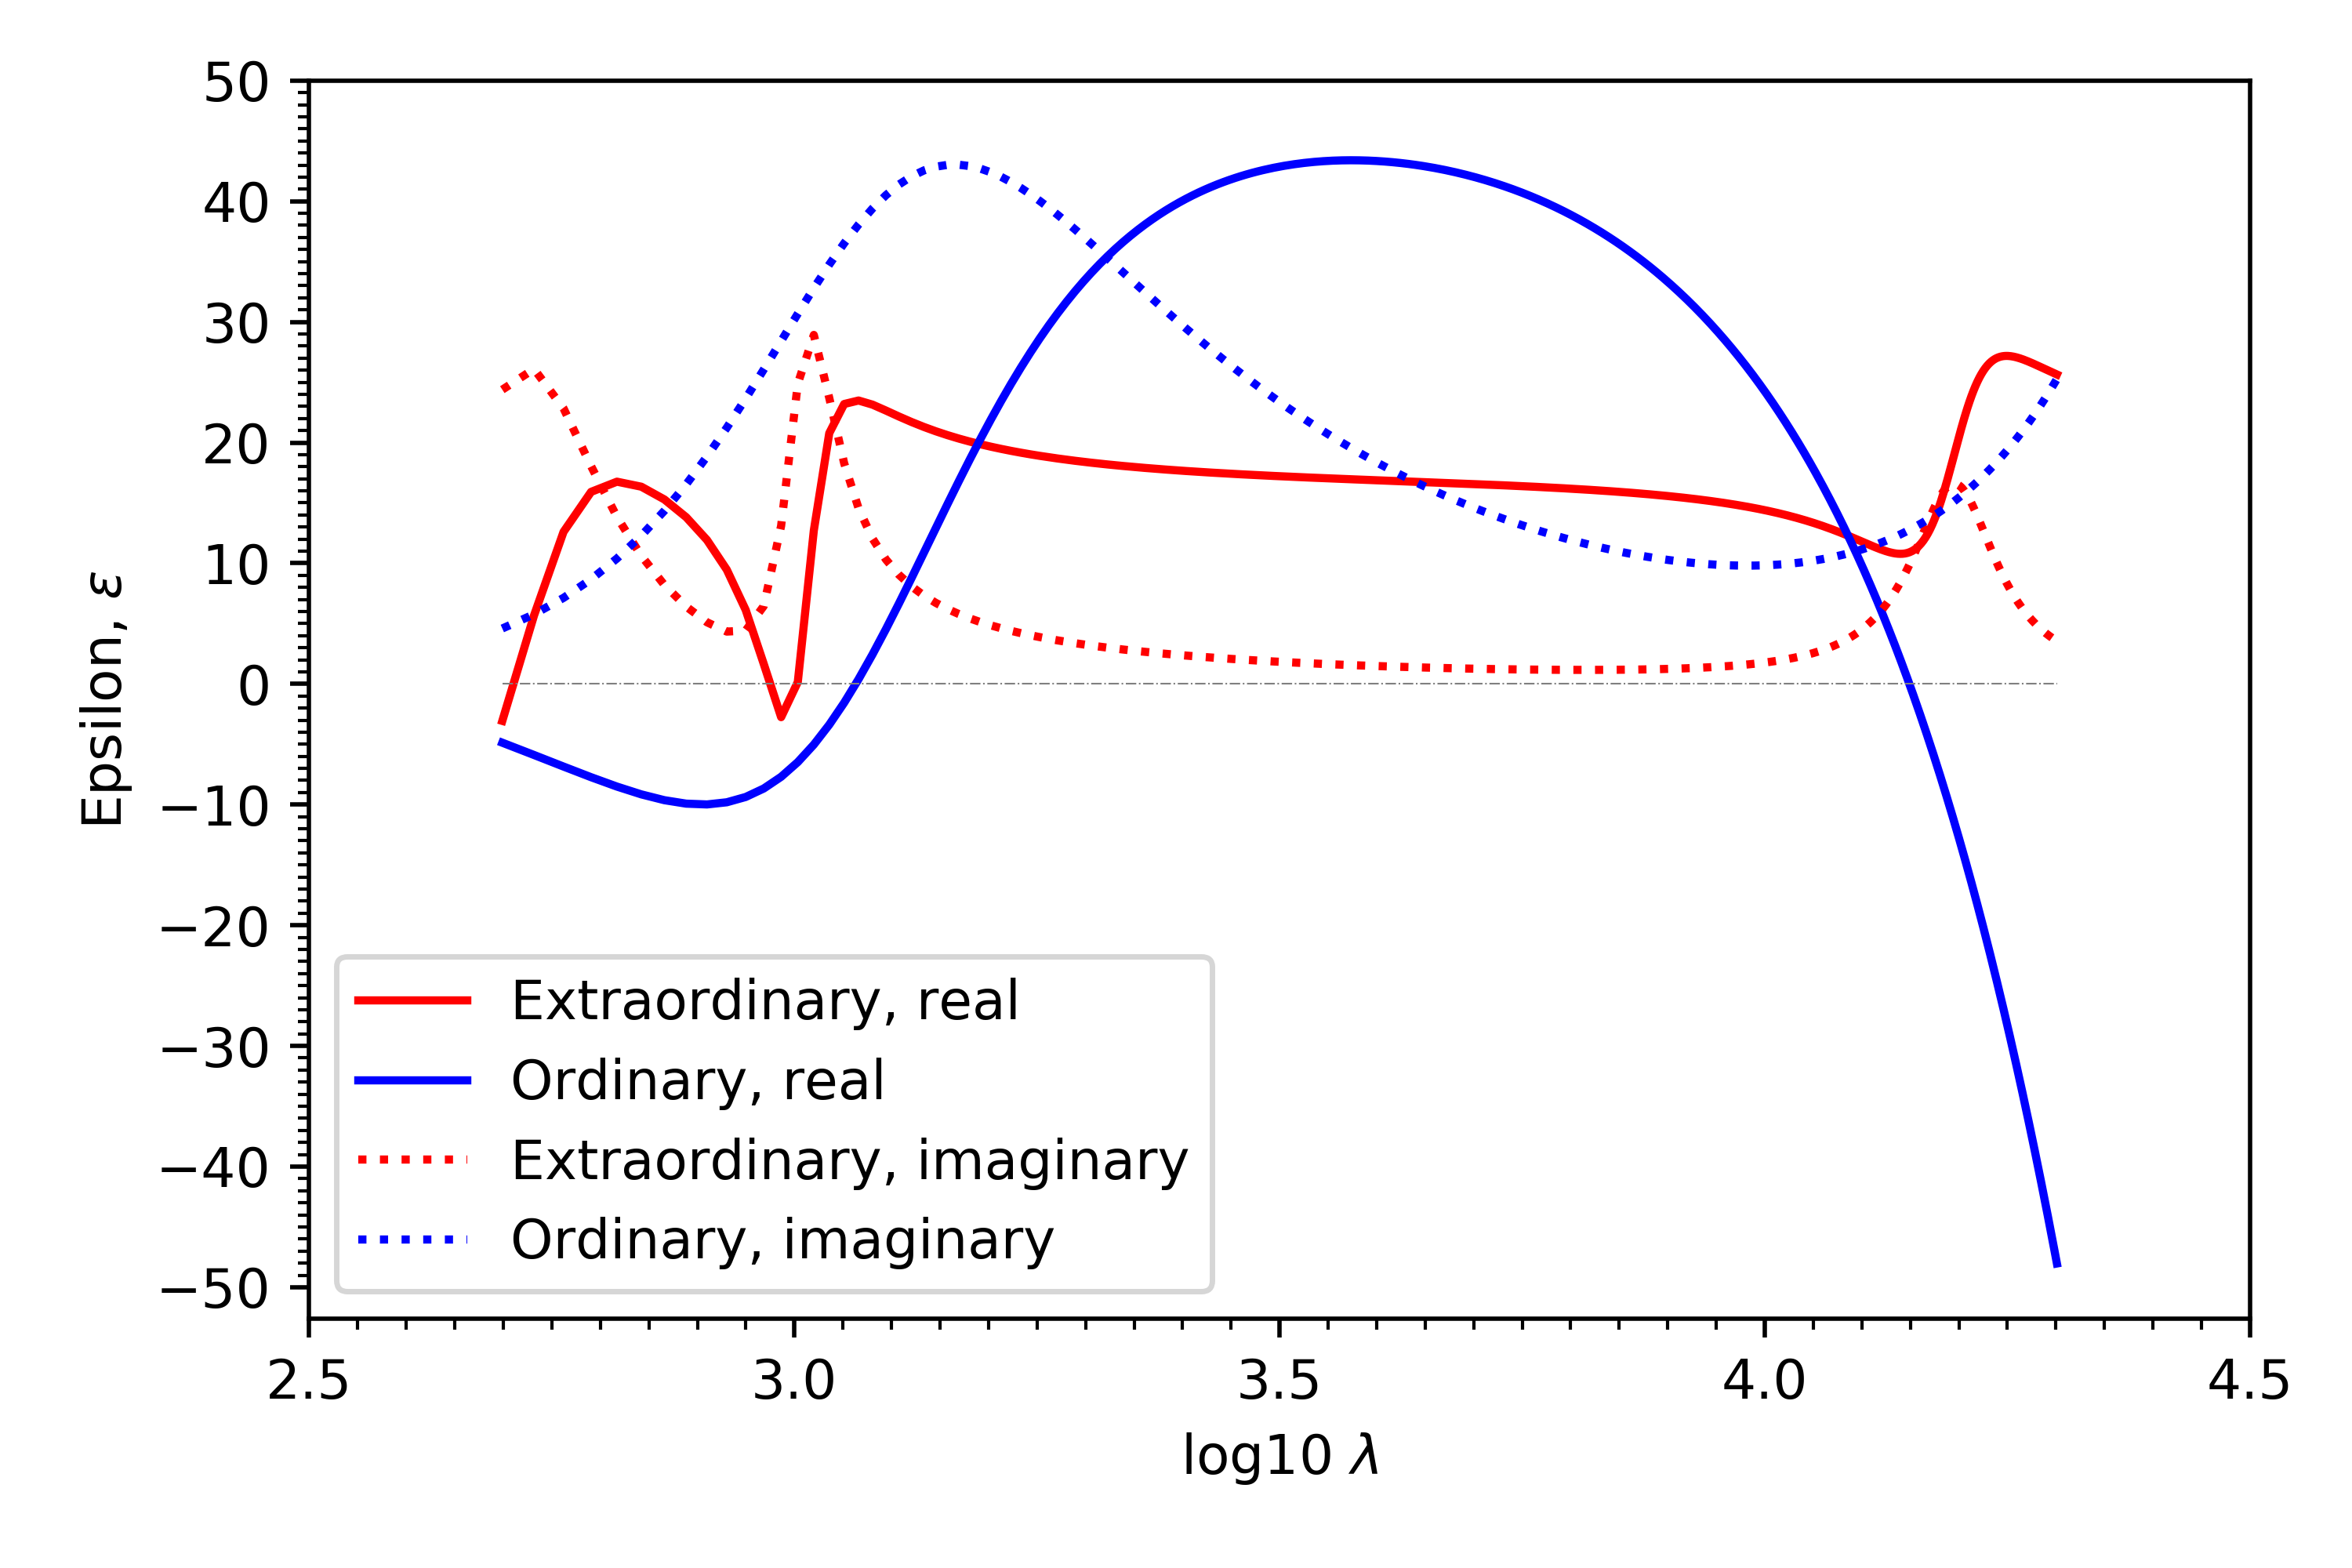 50
40
30
20
10
0
−10
−20
−30
−40
−50
Epsilon, ε
Extraordinary, real
Ordinary, real
Extraordinary, imaginary
Ordinary, imaginary
2.5 3.0 3.5 4.0 4.5
log10 λ